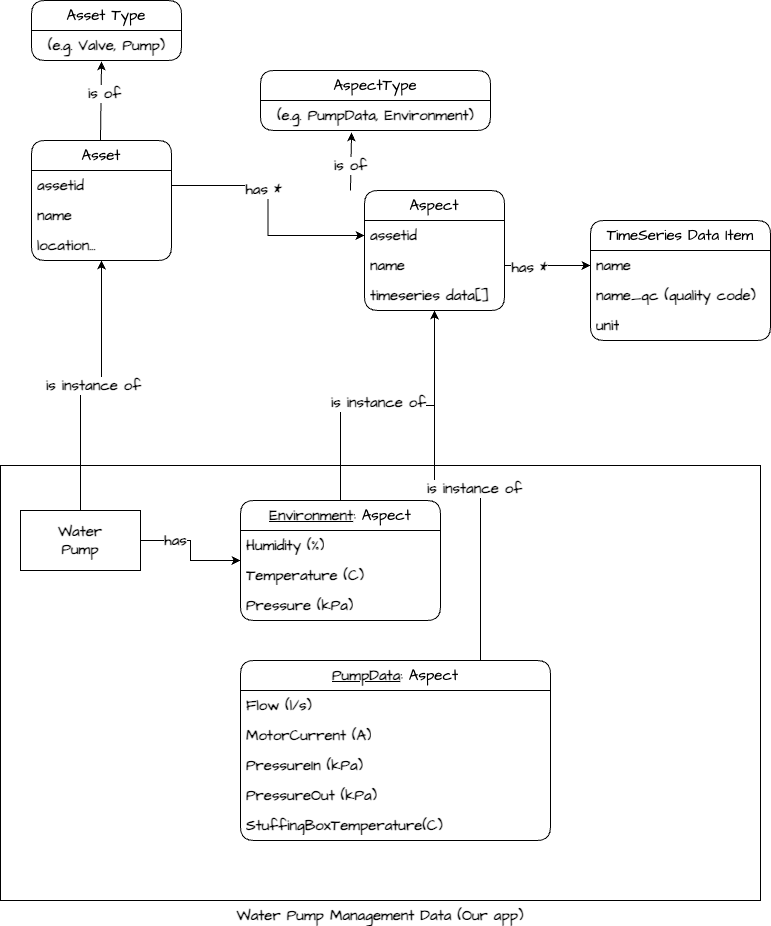 Asset Type
(e.g. Valve, Pump)
is of
AspectType
(e.g. PumpData, Environment)
is of
Asset
assetid
name
location...
has *
Aspect
assetid
name
timeseries data[]
has *
TimeSeries Data Item
name
name_qc (quality code)
unit
is instance of
is instance of
is instance of
Water
Pump
has
Environment: Aspect
Humidity (%)
Temperature (C)
Pressure (kPa)
PumpData: Aspect
Flow (l/s)
MotorCurrent (A)
PressureIn (kPa)
PressureOut (kPa)
StuffingBoxTemperature(C)
Water Pump Management Data (Our app)